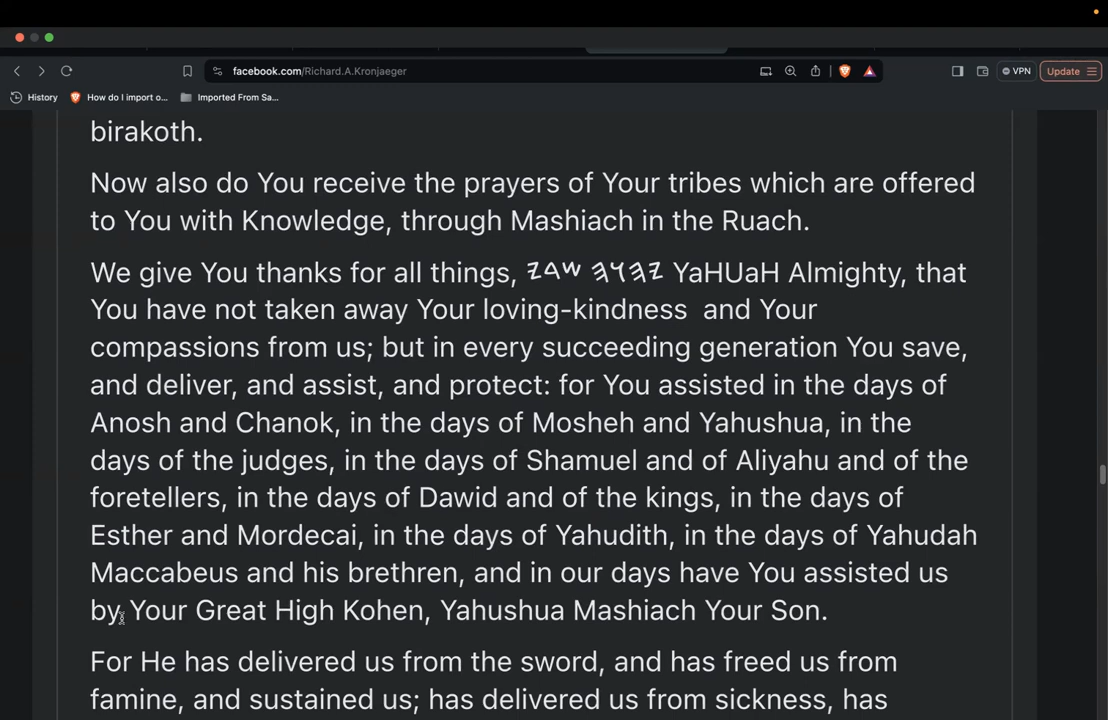 facebook.com/Richard.A.Kronjaeger
VPN
Update
History
How do I import o...
Imported From Sa...
birakoth.
Now also do You receive the prayers of Your tribes which are offered
to You with Knowledge, through Mashiach in the Ruach.
We give You thanks for all things, 𐤉𐤃𐤔 𐤄𐤅𐤄𐤉 YaHUaH Almighty, that
You have not taken away Your loving-kindness and Your
compassions from us; but in every succeeding generation You save,
and deliver, and assist, and protect: for You assisted in the days of
Anosh and Chanok, in the days of Mosheh and Yahushua, in the
days of the judges, in the days of Shamuel and of Aliyahu and of the
foretellers, in the days of Dawid and of the kings, in the days of
Esther and Mordecai, in the days of Yahudith, in the days of Yahudah
Maccabeus and his brethren, and in our days have You assisted us
by Your Great High Kohen, Yahushua Mashiach Your Son.
For He has delivered us from the sword, and has freed us from
famine, and sustained us; has delivered us from sickness, has